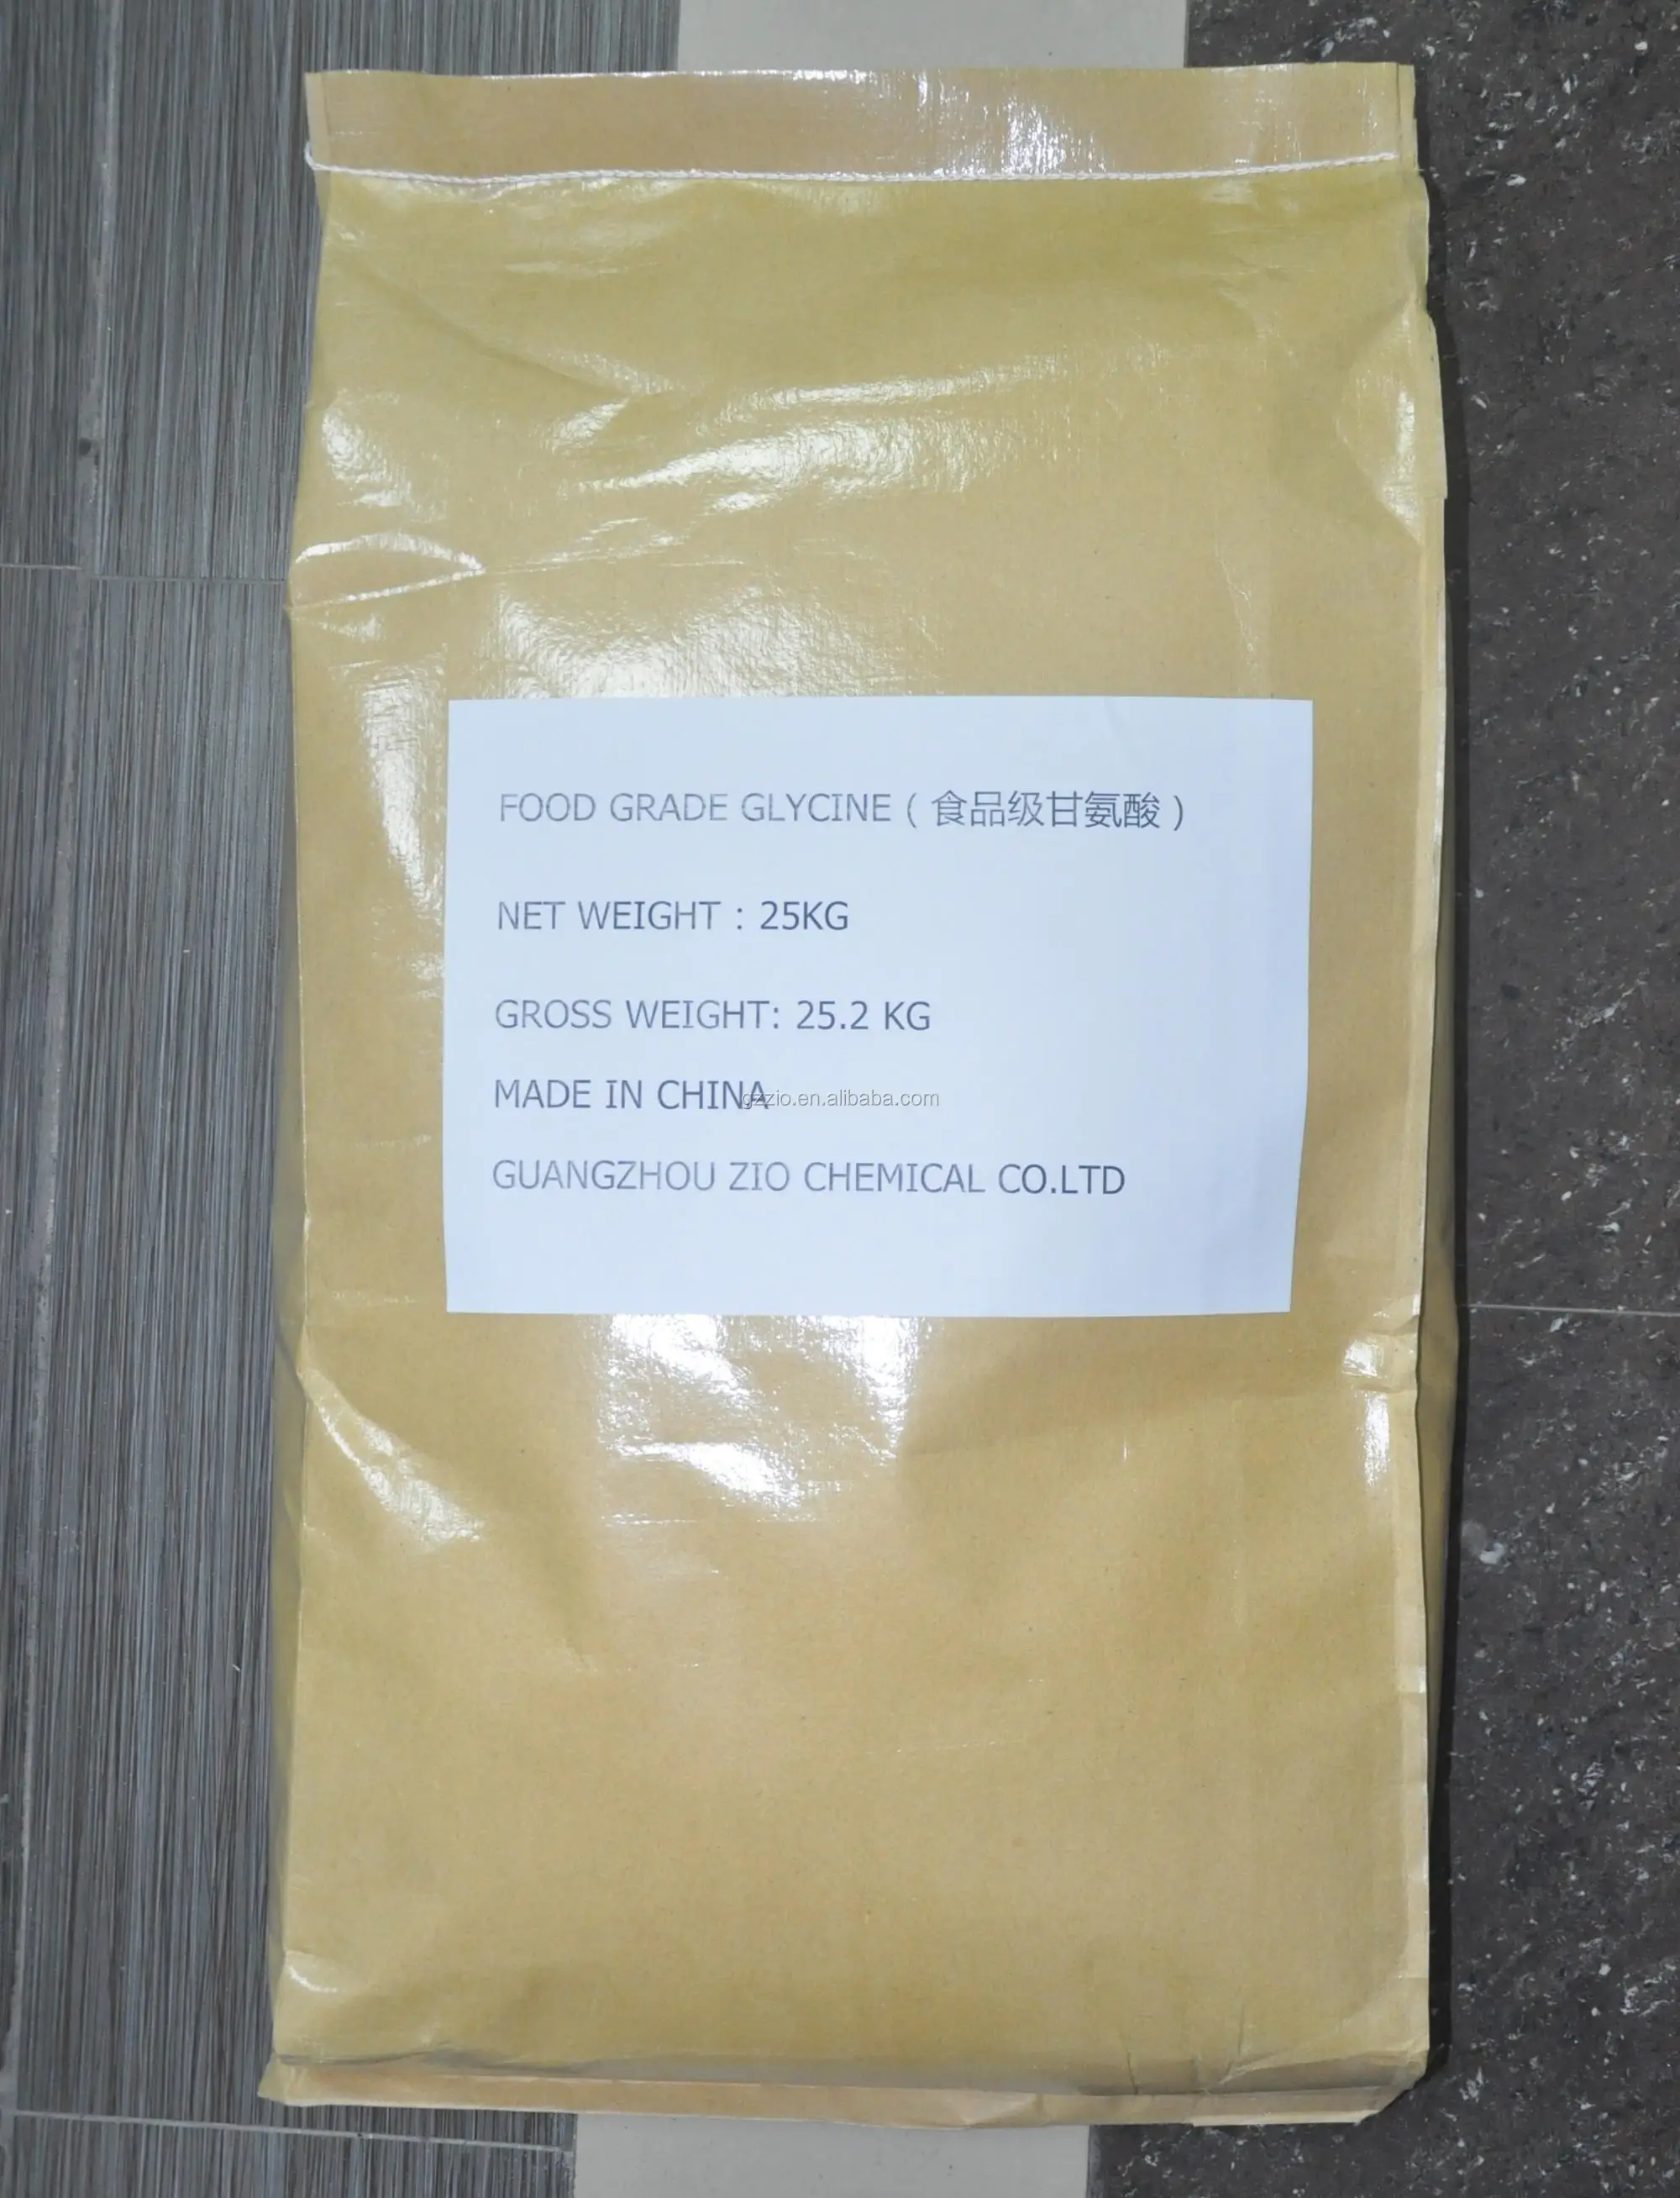 FOOD GRADE GLYCINE ( 食品级甘氨酸 )
NET WEIGHT : 25KG
GROSS WEIGHT: 25.2 KG
MADE IN CHINA
gzzio.en.alibaba.com
GUANGZHOU ZIO CHEMICAL CO.LTD